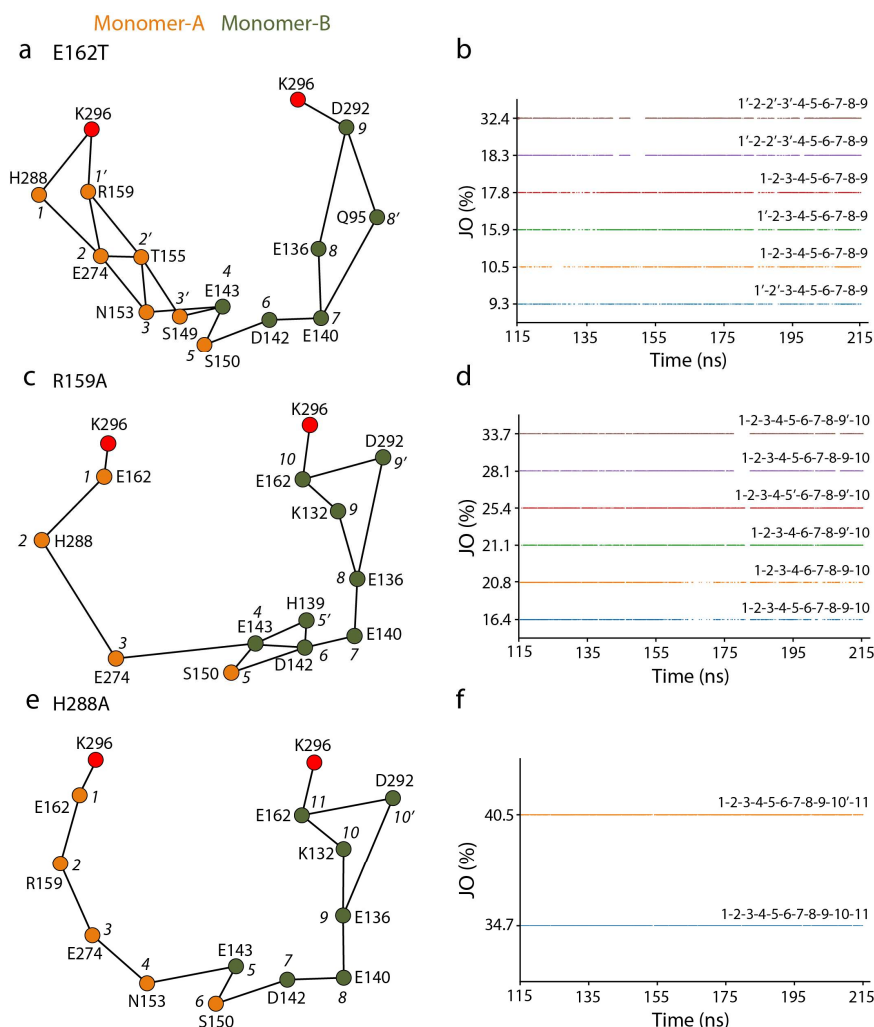 Monomer-A Monomer-B
a E162T
K296
H288
1
1′
R159
2
E274
2′
T155
N153
3
3′
S149
4
E143
5
S150
6
D142
E140
7
E136
8
Q95
8′
D292
9
K296
b
JO (%)
32.4
18.3
17.8
15.9
10.5
9.3
1′-2-2′-3′-4-5-6-7-8-9
1′-2-2′-3′-4-5-6-7-8-9
1-2-3-4-5-6-7-8-9
1′-2-3-4-5-6-7-8-9
1-2-3-4-5-6-7-8-9
1′-2′-3-4-5-6-7-8-9
115 135 155 175 195 215
Time (ns)
c R159A
K296
1
E162
2
H288
3
E274
4
E143
S150
5
H139
5′
D142
6
E140
7
8
E136
K132
9
D292
9′
10
E162
K296
d
JO (%)
33.7
28.1
25.4
21.1
20.8
16.4
1-2-3-4-5-6-7-8-9′-10
1-2-3-4-5-6-7-8-9-10
1-2-3-4-5′-6-7-8-9′-10
1-2-3-4-6-7-8-9′-10
1-2-3-4-6-7-8-9-10
1-2-3-4-5-6-7-8-9-10
115 135 155 175 195 215
Time (ns)
e H288A
K296
E162
1
R159
2
E274
3
4
N153
E143
5
6
S150
7
D142
E140
8
9
E136
10
K132
D292
10′
E162
11
K296
f
JO (%)
40.5
34.7
1-2-3-4-5-6-7-8-9-10′-11
1-2-3-4-5-6-7-8-9-10-11
115 135 155 175 195 215
Time (ns)